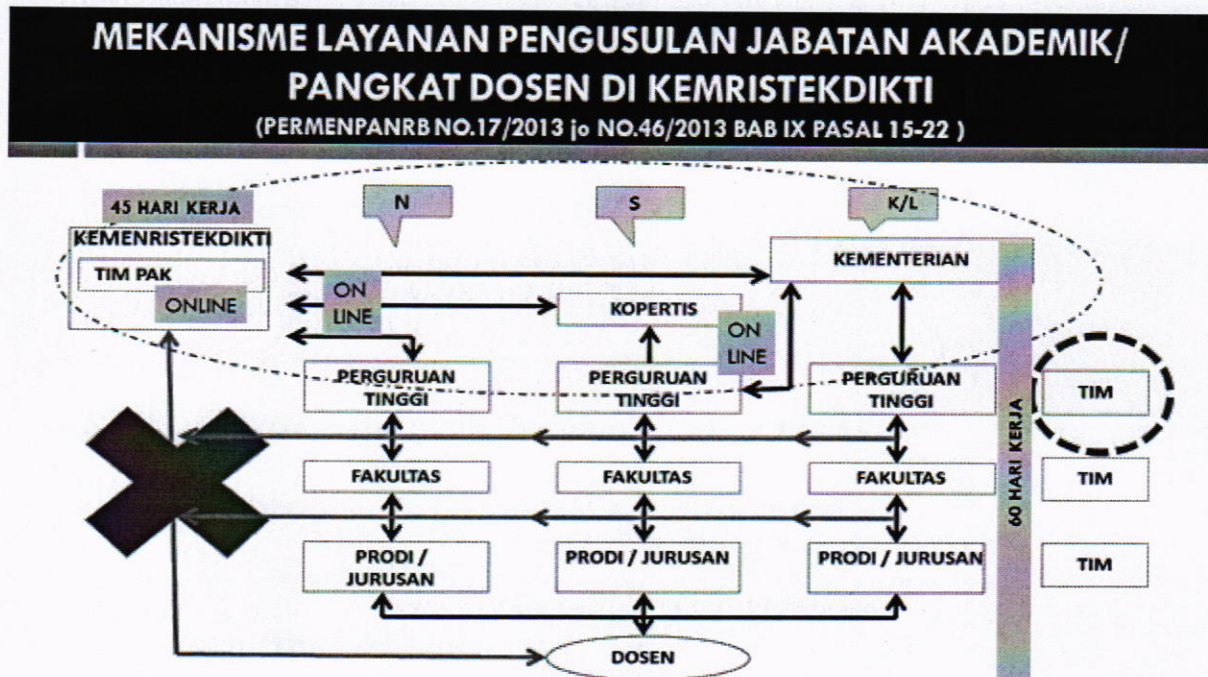 MEKANISME LAYANAN PENGUSULAN JABATAN AKADEMIK/
PANGKAT DOSEN DI KEMRISTEKDIKTI
(PERMENPANRB NO.17/2013 jo NO.46/2013 BAB IX PASAL 15-22 )
45 HARI KERJA
N
S
K/L
KEMENRISTEKDIKTI
TIM PAK
ONLINE
ON
LINE
KEMENTERIAN
KOPERTIS
ON
LINE
PERGURUAN
TINGGI
PERGURUAN
TINGGI
PERGURUAN
TINGGI
TIM
FAKULTAS
FAKULTAS
FAKULTAS
TIM
60 HARI KERJA
PRODI /
JURUSAN
PRODI / JURUSAN
PRODI / JURUSAN
TIM
DOSEN